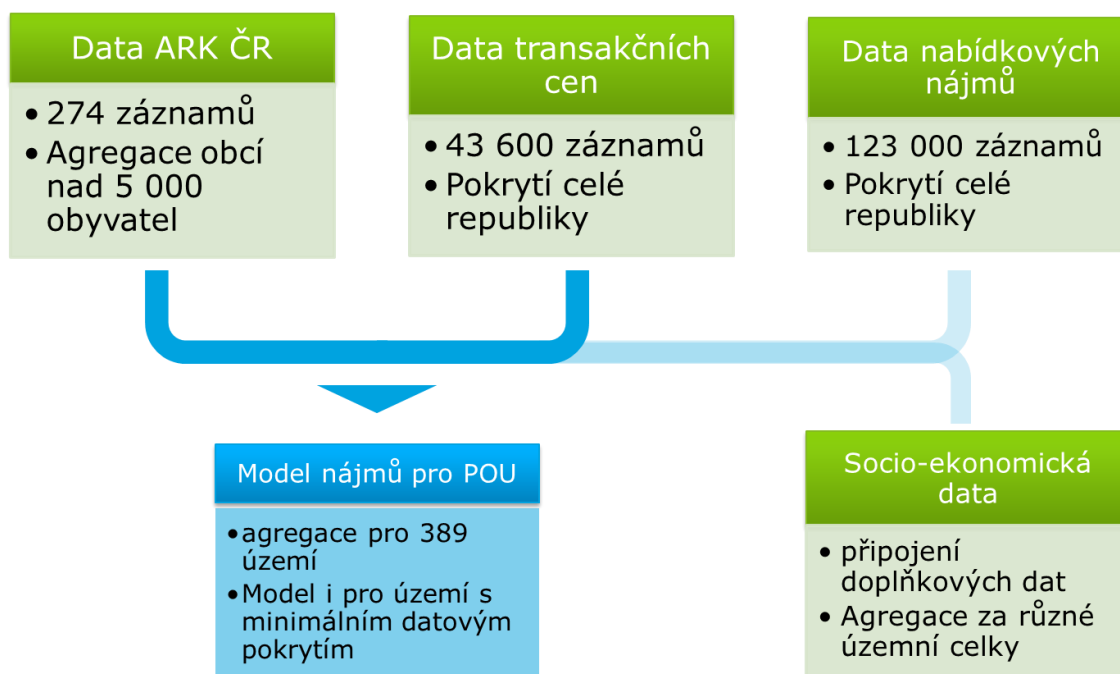 Data ARK ČR
• 274 záznamů
• Agregace obcí
nad 5 000
obyvatel
Data transakčních
cen
• 43 600 záznamů
• Pokrytí celé
republiky
Data nabídkových
nájmů
• 123 000 záznamů
• Pokrytí celé
republiky
Model nájmů pro POU
•agregace pro 389
území
•Model i pro území s
minimálním datovým
pokrytím
Socio-ekonomická
data
• připojení
doplňkových dat
• Agregace za různé
územní celky